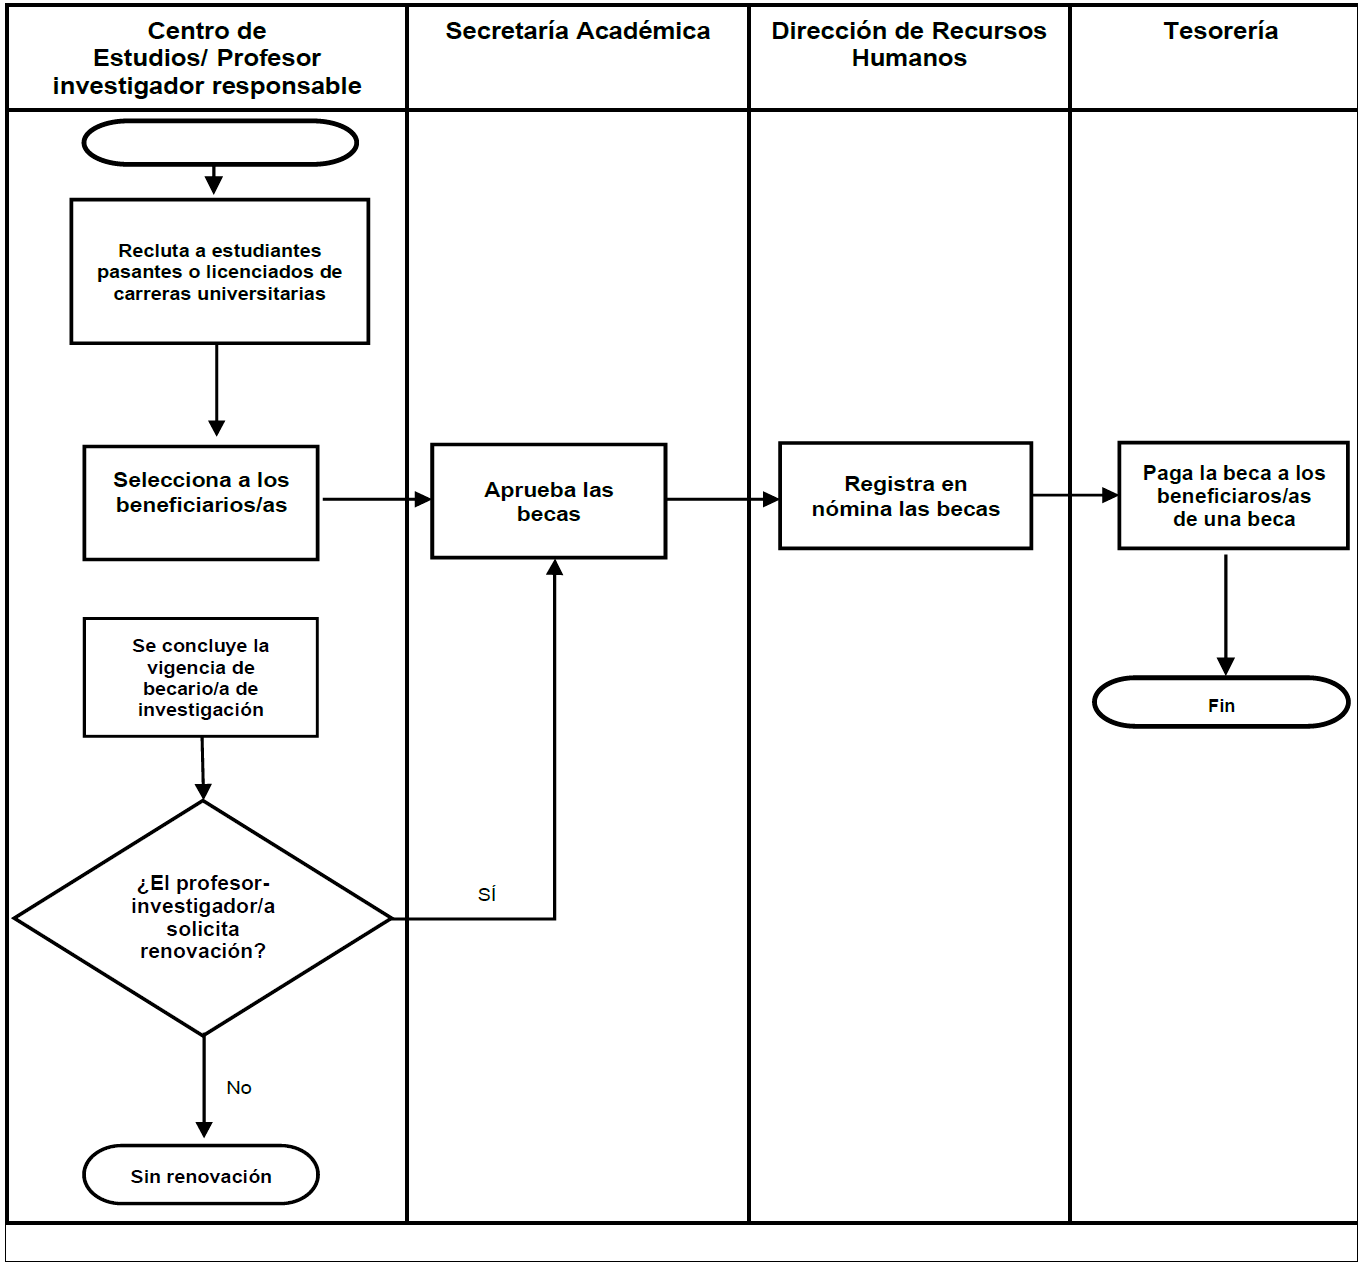 Centro de
Estudios/ Profesor
investigador responsable
Secretaría Académica
Dirección de Recursos
Humanos
Tesorería
Recluta a estudiantes
pasantes o licenciados de
carreras universitarias
Selecciona a los
beneficiarios/as
Aprueba las
becas
Registra en
nómina las becas
Paga la beca a los
beneficiaros/as
de una beca
Se concluye la
vigencia de
becario/a de
investigación
Fin
¿El profesor-
investigador/a
solicita
renovación?
SÍ
No
Sin renovación